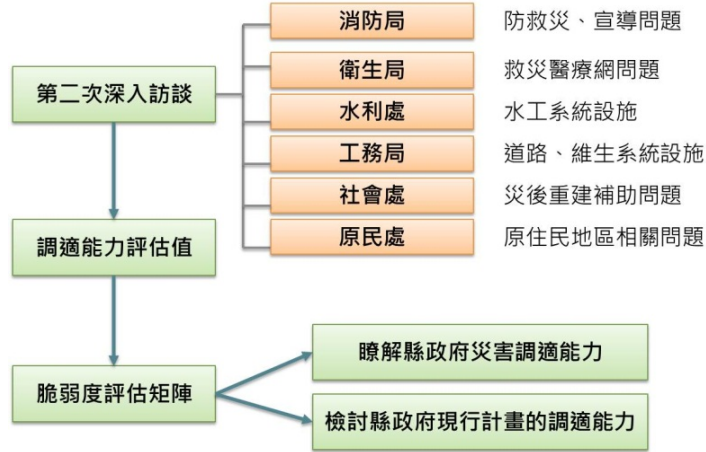 消防局 防救災、宣導問題
衛生局 救災醫療網問題
第二次深入訪談
水利處 水工系統設施
工務局 道路、維生系統設施
社會處 災後重建補助問題
原民處 原住民地區相關問題
調適能力評估值
瞭解縣政府災害調適能力
脆弱度評估矩陣
檢討縣政府現行計畫的調適能力